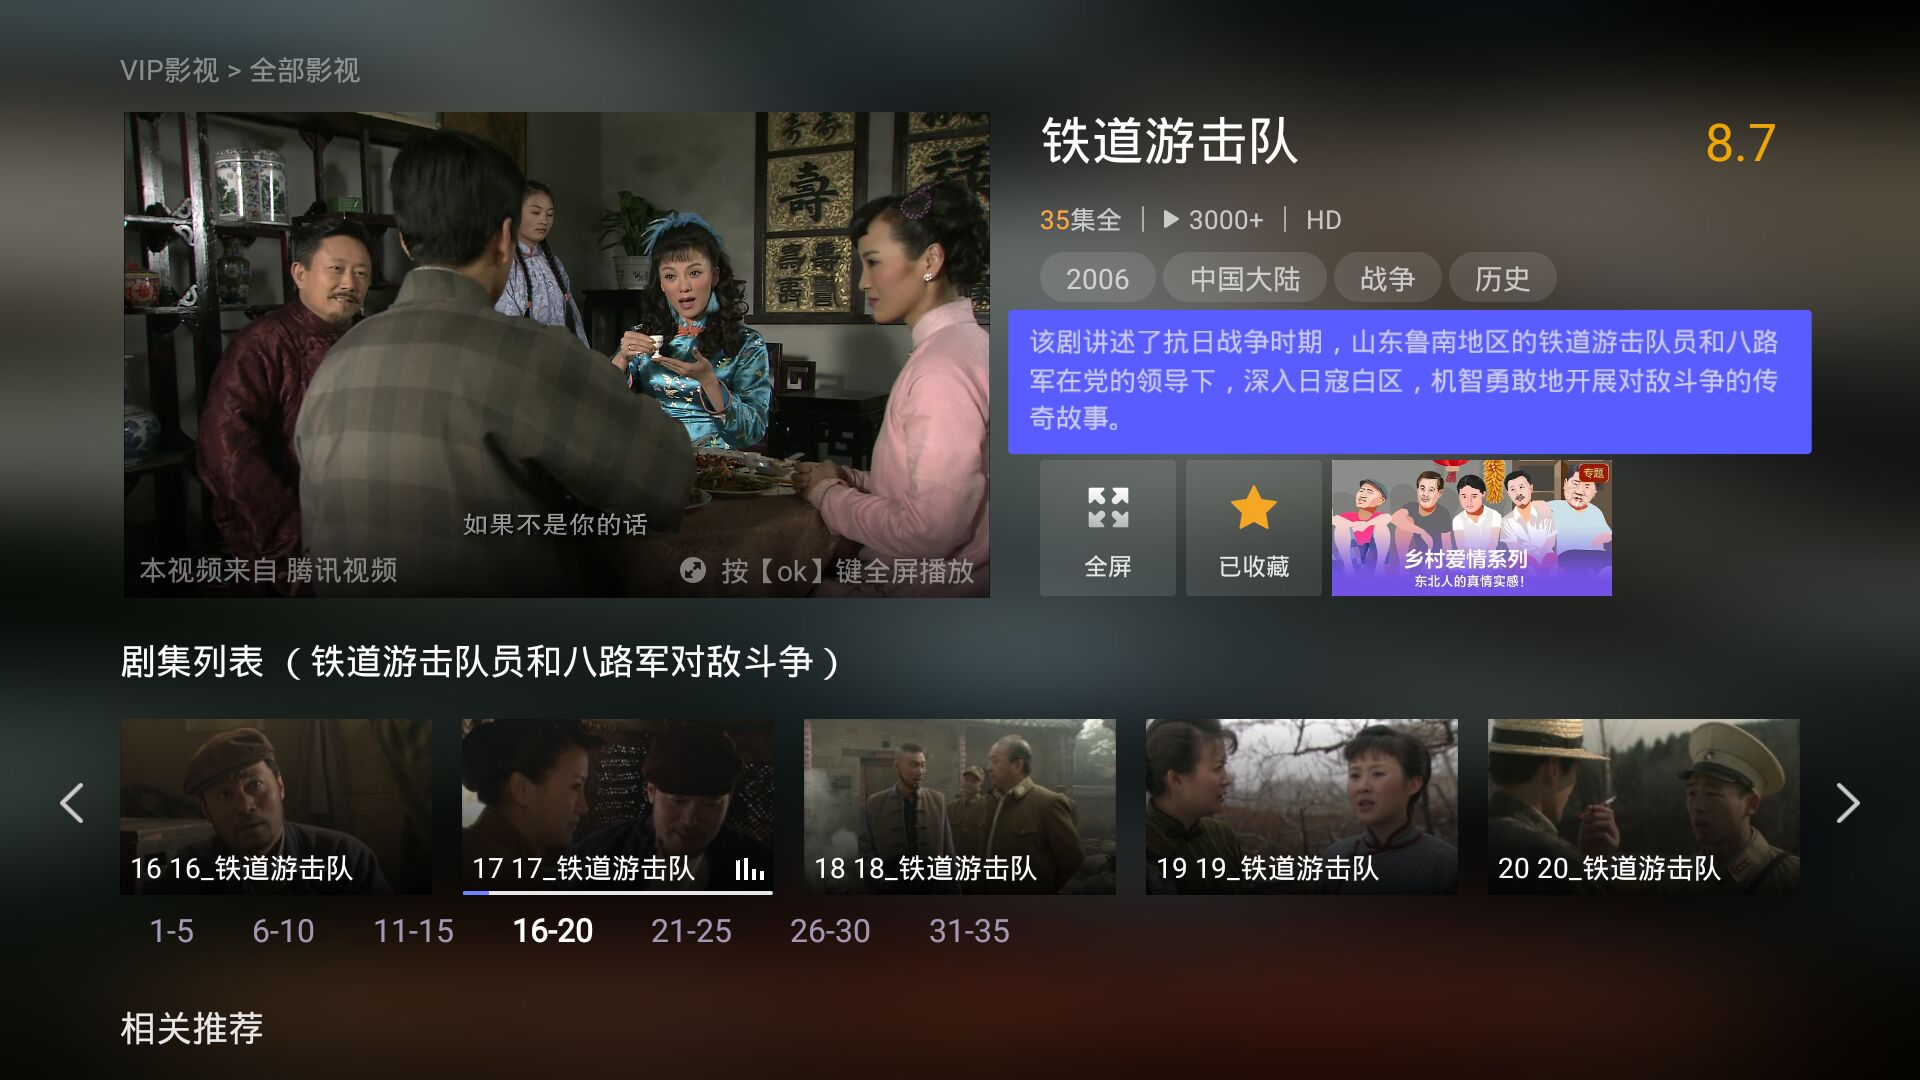 VIP影视 > 全部影视
铁道游击队
8.7
35集全 | 3000+ | HD
2006 中国大陆 战争 历史
该剧讲述了抗日战争时期，山东鲁南地区的铁道游击队员和八路
军在党的领导下，深入日寇白区，机智勇敢地开展对敌斗争的传
奇故事。
寿
如果不是你的话
本视频来自 腾讯视频
按【ok】键全屏播放
全屏
已收藏
专题
乡村爱情系列
东北人的真情实感!
剧集列表 （铁道游击队员和八路军对敌斗争）
16 16_铁道游击队
17 17_铁道游击队
18 18_铁道游击队
19 19_铁道游击队
20 20_铁道游击队
1-5 6-10 11-15 16-20 21-25 26-30 31-35
相关推荐